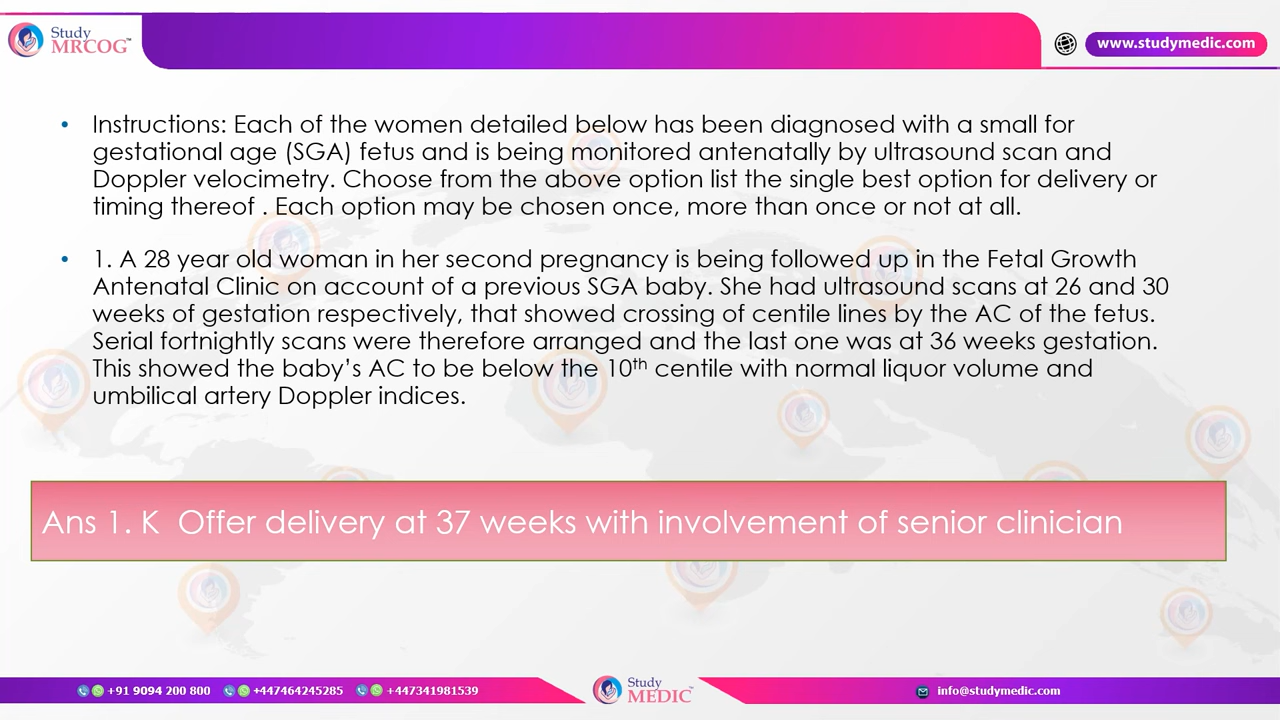 Study
MRCOG™
www.studymedic.com
• Instructions: Each of the women detailed below has been diagnosed with a small for
gestational age (SGA) fetus and is being monitored antenatally by ultrasound scan and
Doppler velocimetry. Choose from the above option list the single best option for delivery or
timing thereof . Each option may be chosen once, more than once or not at all.
• 1. A 28 year old woman in her second pregnancy is being followed up in the Fetal Growth
Antenatal Clinic on account of a previous SGA baby. She had ultrasound scans at 26 and 30
weeks of gestation respectively, that showed crossing of centile lines by the AC of the fetus.
Serial fortnightly scans were therefore arranged and the last one was at 36 weeks gestation.
This showed the baby’s AC to be below the 10th centile with normal liquor volume and
umbilical artery Doppler indices.
Ans 1. K  Offer delivery at 37 weeks with involvement of senior clinician
+91 9094 200 800 +447464245285 +447341981539
Study
MEDIC™
info@studymedic.com